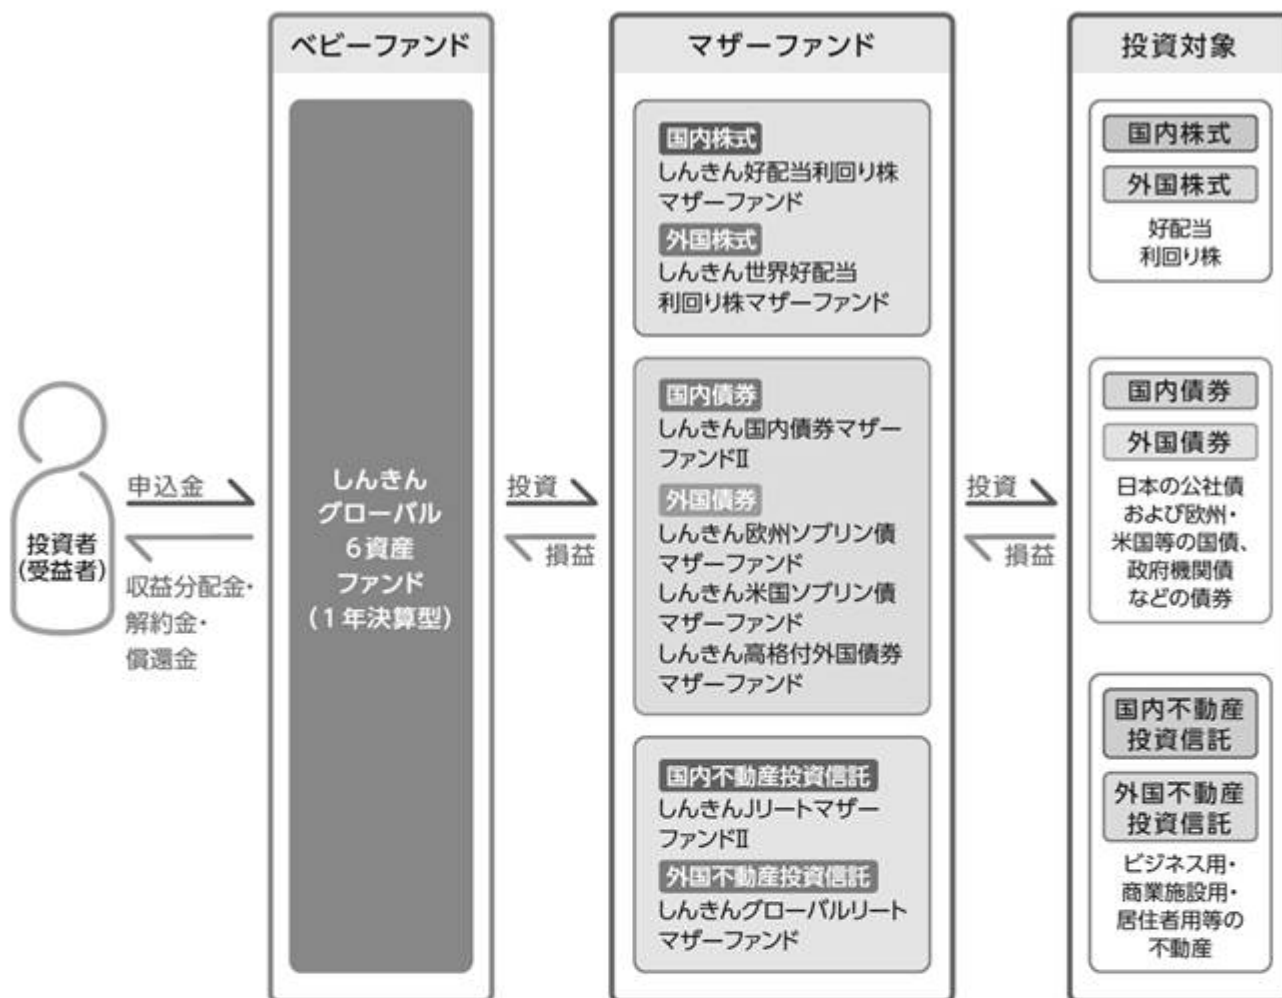 ベビーファンド
マザーファンド
投資対象
投資者
(受益者)
申込金
収益分配金・
解約金・
償還金
しんきん
グローバル
6資産
ファンド
(1年決算型)
投資
損益
国内株式
しんきん好配当利回り株
マザーファンド
外国株式
しんきん世界好配当
利回り株マザーファンド
国内債券
しんきん国内債券マザー
ファンドⅡ
外国債券
しんきん欧州ソブリン債
マザーファンド
しんきん米国ソブリン債
マザーファンド
しんきん高格付外国債券
マザーファンド
国内不動産投資信託
しんきんJリートマザー
ファンドⅡ
外国不動産投資信託
しんきんグローバルリート
マザーファンド
投資
損益
国内株式
外国株式
好配当
利回り株
国内債券
外国債券
日本の公社債
および欧州・
米国等の国債、
政府機関債
などの債券
国内不動産
投資信託
外国不動産
投資信託
ビジネス用・
商業施設用・
居住者用等の
不動産